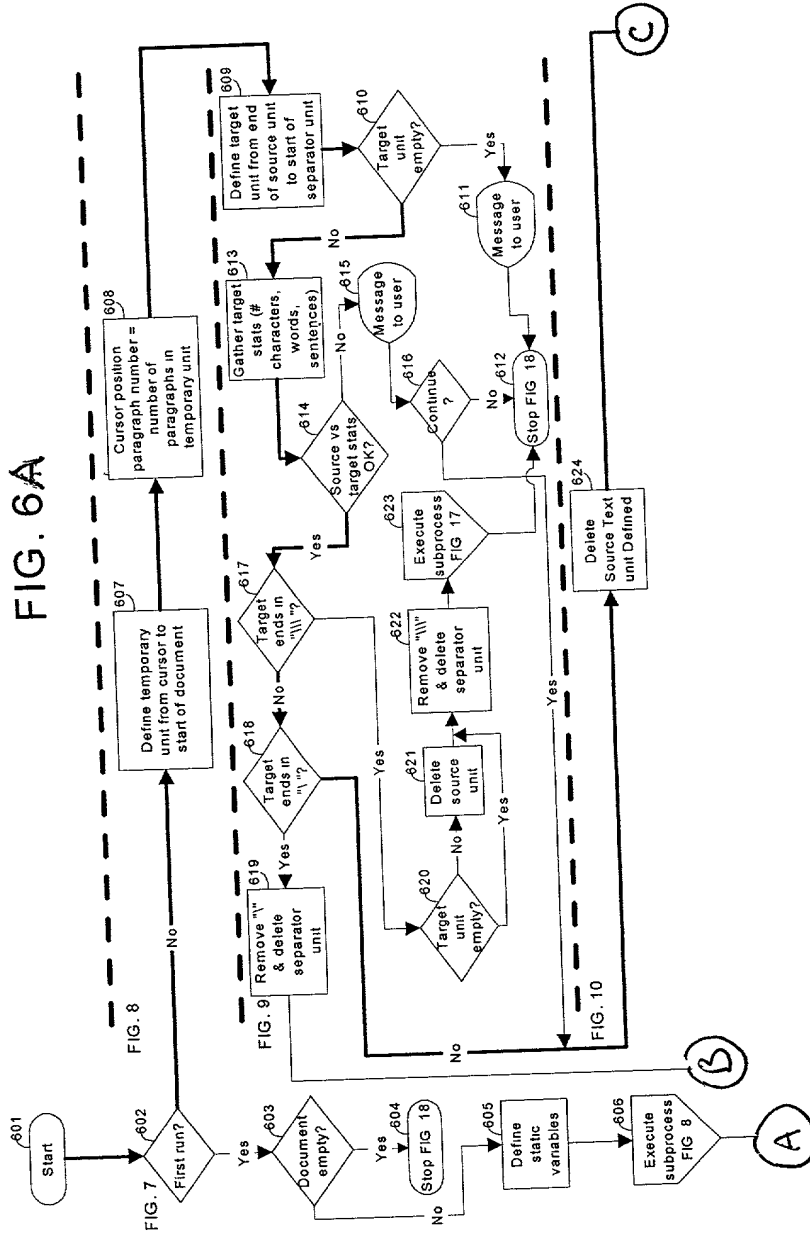 FIG. 6A
601
Start
602
First run?
FIG. 7
Yes
603
Document
empty?
Yes
604
Stop FIG 18
No
605
Define
static
variables
606
Execute
subprocess
FIG 8
A
No
FIG. 8
607
Define temporary
unit from cursor to
start of document
608
Cursor position
paragraph number =
number of
paragraphs in
temporary unit
FIG. 9
609
Define target
unit from end
of source unit
to start of
separator unit
610
Target
unit
empty?
Yes
611
Message
to user
612
Stop FIG 18
No
613
Gather target
stats (#
characters,
words,
sentences)
614
Source vs
target stats
OK?
No
615
Message
to user
616
Continue
?
No
Yes
Yes
617
Target
ends in
"\\\"?
No
618
Target
ends in
"\ "?
Yes
619
Remove "\"
& delete
separator
unit
B
Yes
620
Target
unit
empty?
No
Yes
621
Delete
source
unit
622
Remove "\\\"
& delete
separator
unit
623
Execute
subprocess
FIG 17
No
FIG. 10
624
Delete
Source Text
unit Defined
C